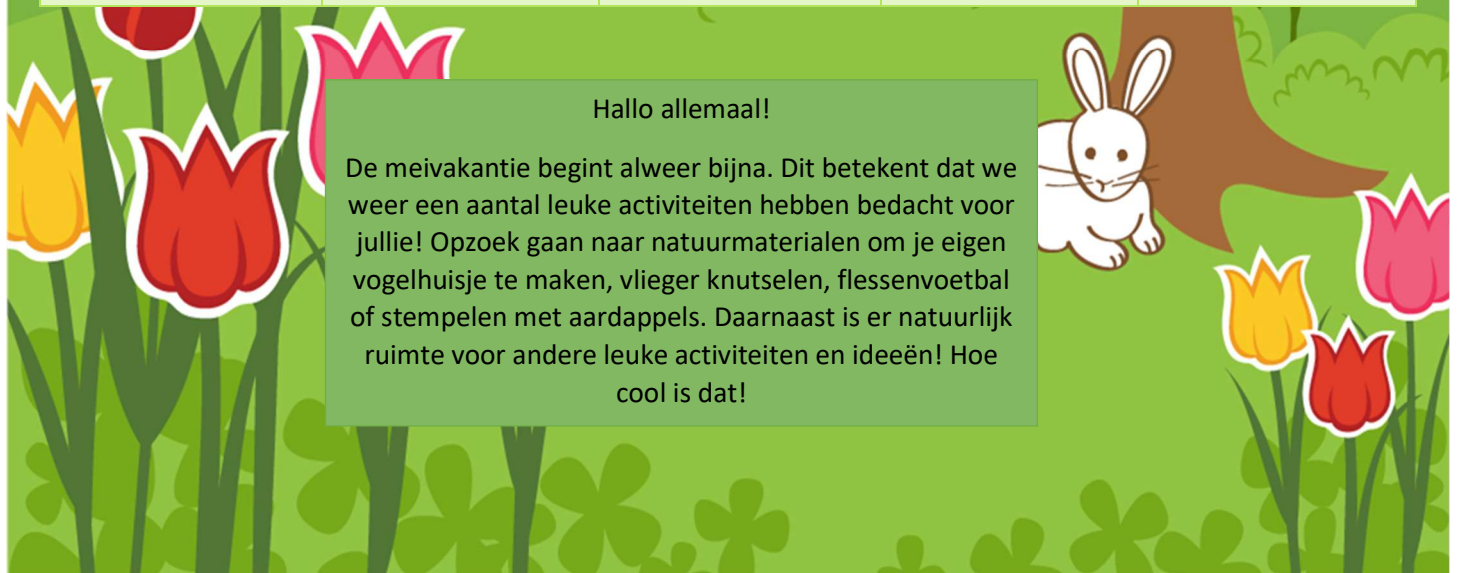 Hallo allemaal!
De meivakantie begint alweer bijna. Dit betekent dat we
weer een aantal leuke activiteiten hebben bedacht voor
jullie! Opzoek gaan naar natuurmaterialen om je eigen
vogelhuisje te maken, vlieger knutselen, flessenvoetbal
of stempelen met aardappels. Daarnaast is er natuurlijk
ruimte voor andere leuke activiteiten en ideeën! Hoe
cool is dat!